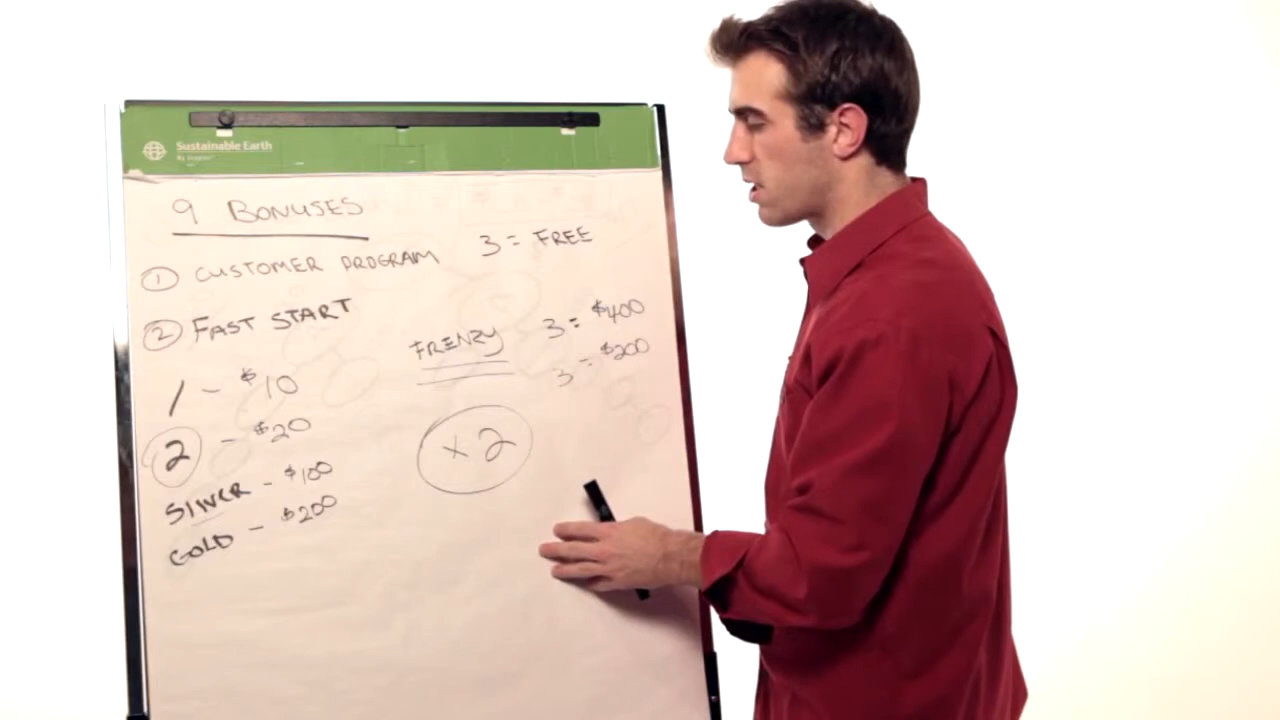 Sustainable Earth
By Staples
9 BONUSES
① CUSTOMER PROGRAM 3 = FREE
② FAST START
FRENZY 3 = $400
3 = $200
1 - $10
2 - $20
x2
SILVER - $100
GOLD - $200